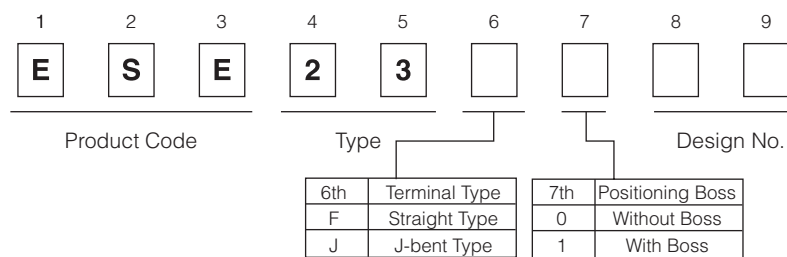 1 2 3 4 5 6 7 8 9
E S E 2 3
Product Code Type Design No.
6th Terminal Type
F Straight Type
J J-bent Type
7th Positioning Boss
0 Without Boss
1 With Boss